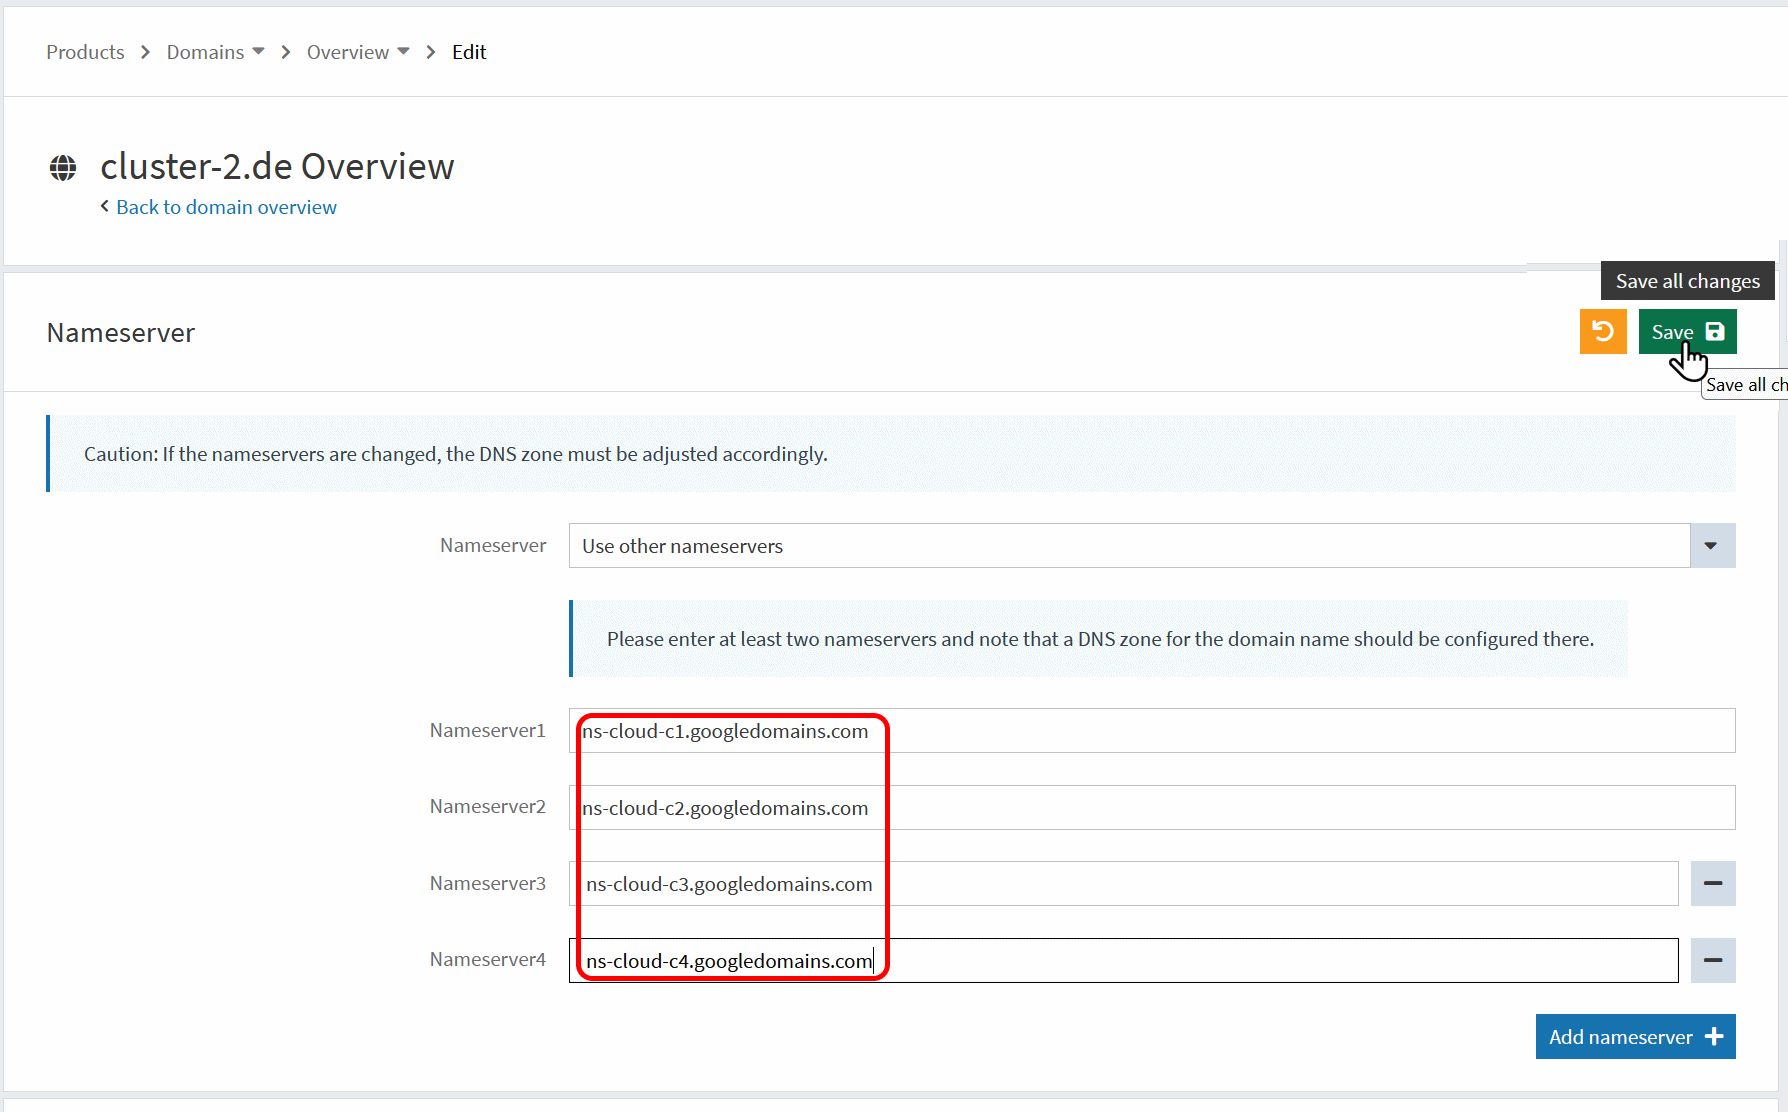 Products > Domains > Overview > Edit
cluster-2.de Overview
Back to domain overview
Save all changes
Nameserver
Save
Save all ch
Caution: If the nameservers are changed, the DNS zone must be adjusted accordingly.
Nameserver Use other nameservers
Please enter at least two nameservers and note that a DNS zone for the domain name should be configured there.
Nameserver1 ns-cloud-c1.googledomains.com
Nameserver2 ns-cloud-c2.googledomains.com
Nameserver3 ns-cloud-c3.googledomains.com
Nameserver4 ns-cloud-c4.googledomains.com
Add nameserver